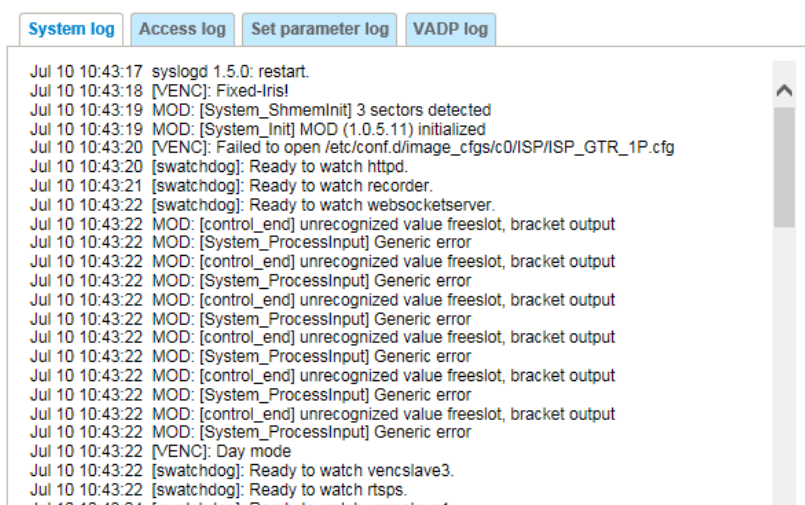 System log Access log Set parameter log VADP log
Jul 10 10:43:17 syslogd 1.5.0: restart.
Jul 10 10:43:18 [VENC]: Fixed-Iris!
Jul 10 10:43:19 MOD: [System_ShmemInit] 3 sectors detected
Jul 10 10:43:19 MOD: [System_Init] MOD (1.0.5.11) initialized
Jul 10 10:43:20 [VENC]: Failed to open /etc/conf.d/image_cfgs/c0/ISP/ISP_GTR_1P.cfg
Jul 10 10:43:20 [swatchdog]: Ready to watch httpd.
Jul 10 10:43:21 [swatchdog]: Ready to watch recorder.
Jul 10 10:43:22 [swatchdog]: Ready to watch websocketserver.
Jul 10 10:43:22 MOD: [control_end] unrecognized value freeslot, bracket output
Jul 10 10:43:22 MOD: [System_ProcessInput] Generic error
Jul 10 10:43:22 MOD: [control_end] unrecognized value freeslot, bracket output
Jul 10 10:43:22 MOD: [System_ProcessInput] Generic error
Jul 10 10:43:22 MOD: [control_end] unrecognized value freeslot, bracket output
Jul 10 10:43:22 MOD: [System_ProcessInput] Generic error
Jul 10 10:43:22 MOD: [control_end] unrecognized value freeslot, bracket output
Jul 10 10:43:22 MOD: [System_ProcessInput] Generic error
Jul 10 10:43:22 MOD: [control_end] unrecognized value freeslot, bracket output
Jul 10 10:43:22 MOD: [System_ProcessInput] Generic error
Jul 10 10:43:22 MOD: [control_end] unrecognized value freeslot, bracket output
Jul 10 10:43:22 MOD: [System_ProcessInput] Generic error
Jul 10 10:43:22 [VENC]: Day mode
Jul 10 10:43:22 [swatchdog]: Ready to watch vencslave3.
Jul 10 10:43:22 [swatchdog]: Ready to watch rtsps.